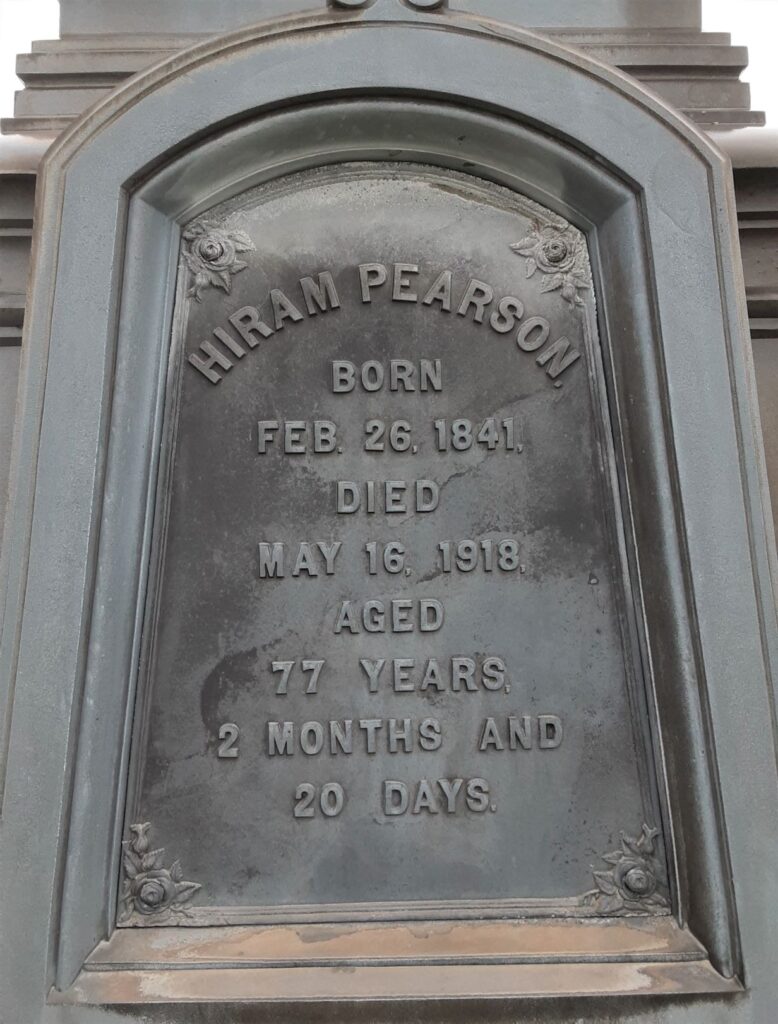 HIRAM PEARSON.
BORN
FEB. 26, 1841,
DIED
MAY 16, 1918,
AGED
77 YEARS,
2 MONTHS AND
20 DAYS.